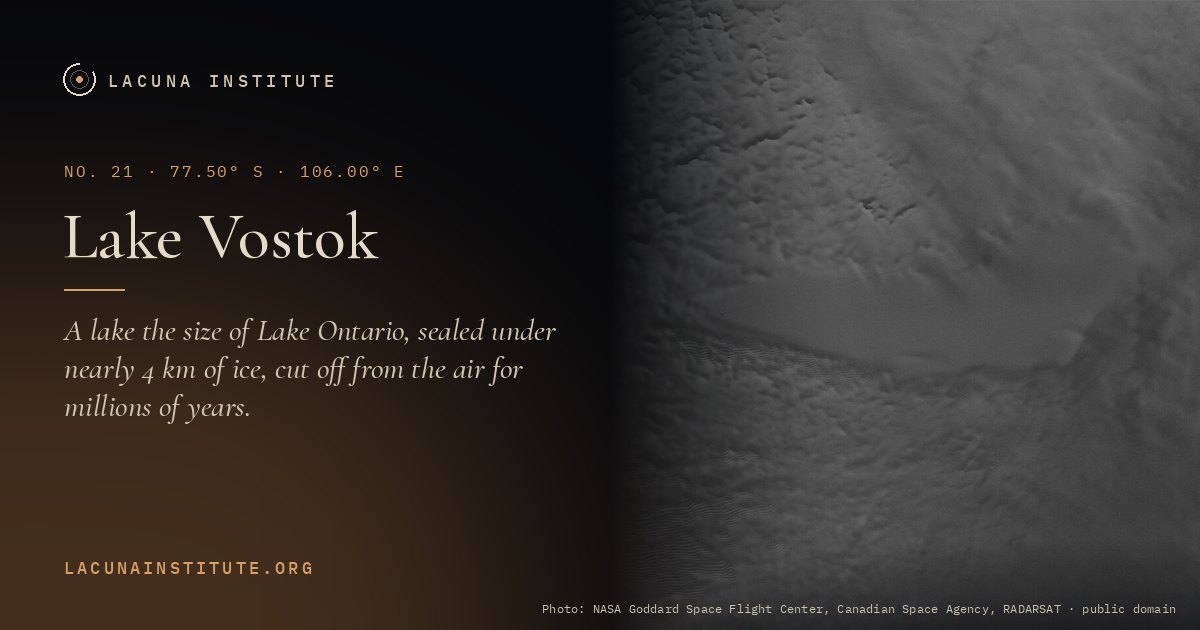 LACUNA INSTITUTE
NO. 21 · 77.50° S · 106.00° E
Lake Vostok
A lake the size of Lake Ontario, sealed under
nearly 4 km of ice, cut off from the air for
millions of years.
LACUNAINSTITUTE.ORG
Photo: NASA Goddard Space Flight Center, Canadian Space Agency, RADARSAT · public domain